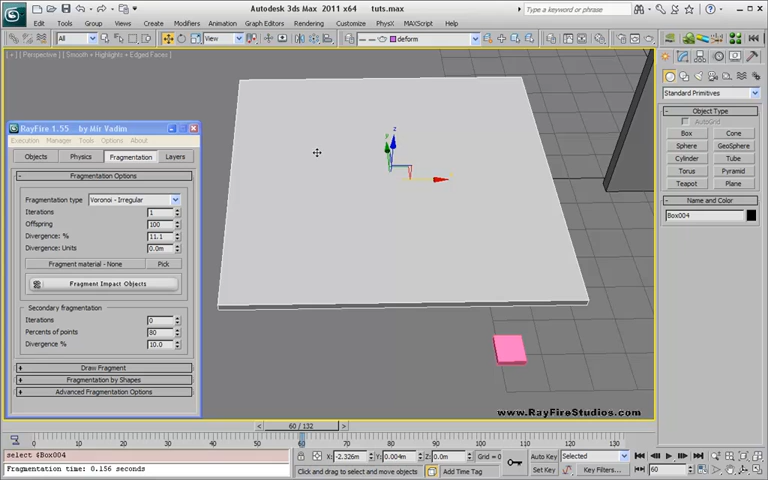 Autodesk 3ds Max 2011 x64 tuts.max
Type a keyword or phrase
Edit Tools Group Views Create Modifiers Animation Graph Editors Rendering Customize PhysX MAXScript Help
All View deform
[ + ] [ Perspective ] [ Smooth + Highlights + Edged Faces ]
RayFire 1.55 by Mir Vadim
Execution Manager Tools Options About
Objects Physics Fragmentation Layers
Fragmentation Options
Fragmentation type Voronoi - Irregular
Iterations 1
Offspring 100
Divergence: % 11.1
Divergence: Units 0.0m
Fragment material - None Pick
Fragment Impact Objects
Secondary fragmentation
Iterations 0
Percents of points 80
Divergence % 10.0
Draw Fragment
Fragmentation by Shapes
Advanced Fragmentation Options
z
y
Standard Primitives
Object Type
AutoGrid
Box Cone
Sphere GeoSphere
Cylinder Tube
Torus Pyramid
Teapot Plane
Name and Color
Box004
www.RayFireStudios.com
60 / 132
0 10 20 30 40 50 60 70 80 90 100 110 120 130
select $Box004
Fragmentation time: 0.156 seconds
X: -2.326m Y: 0.004m Z: 0.0m Grid = 0
Click and drag to select and move objects
Add Time Tag
Auto Key Selected
Set Key Key Filters...
60